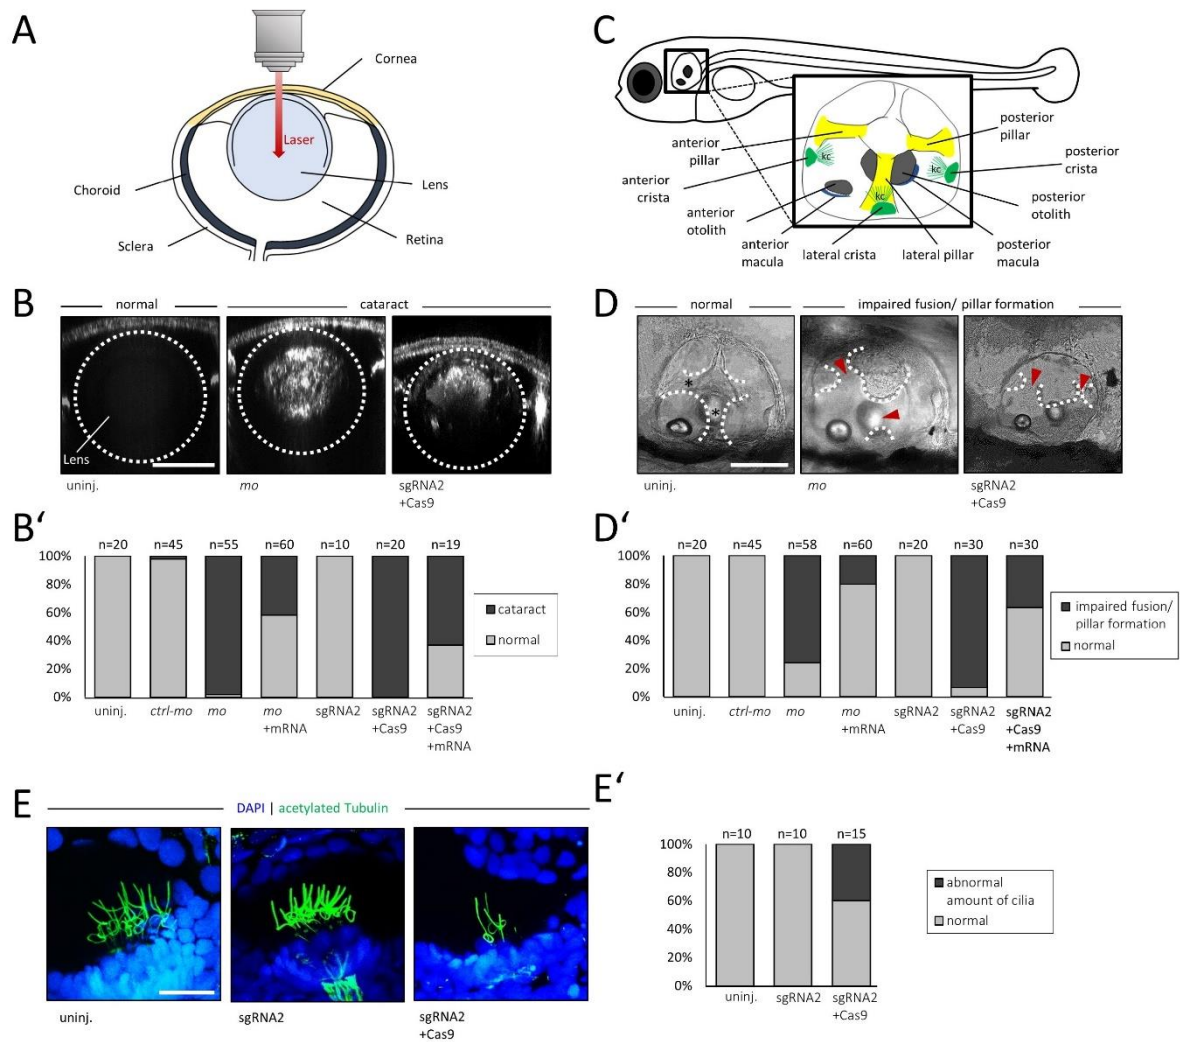 A
Cornea
Laser
Choroid
Lens
Sclera
Retina
C
anterior
pillar
posterior
pillar
anterior
crista
posterior
crista
kc
kc
kc
anterior
otolith
posterior
otolith
anterior
macula
lateral crista
lateral pillar
posterior
macula
B
normal
cataract
Lens
uninj.
mo
sgRNA2
+Cas9
D
normal
impaired fusion/ pillar formation
*
*
uninj.
mo
sgRNA2
+Cas9
B‘
n=20 n=45 n=55 n=60 n=10 n=20 n=19
100%
80%
60%
40%
20%
0%
uninj. ctrl-mo mo mo +mRNA sgRNA2 sgRNA2 +Cas9 sgRNA2 +Cas9 +mRNA
cataract
normal
D‘
n=20 n=45 n=58 n=60 n=20 n=30 n=30
100%
80%
60%
40%
20%
0%
uninj. ctrl-mo mo mo +mRNA sgRNA2 sgRNA2 +Cas9 sgRNA2 +Cas9 +mRNA
impaired fusion/
pillar formation
normal
E
DAPI | acetylated Tubulin
uninj.
sgRNA2
sgRNA2
+Cas9
E‘
n=10 n=10 n=15
100%
80%
60%
40%
20%
0%
uninj. sgRNA2 sgRNA2 +Cas9
abnormal
amount of cilia
normal